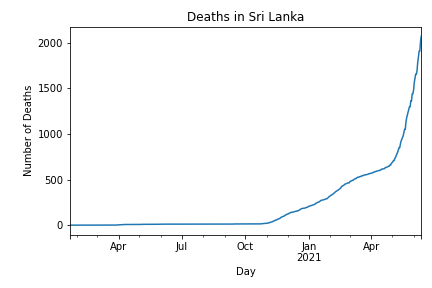 Deaths in Sri Lanka
2000
1500
1000
500
0
Number of Deaths
Apr
Jul
Oct
Jan
2021
Apr
Day